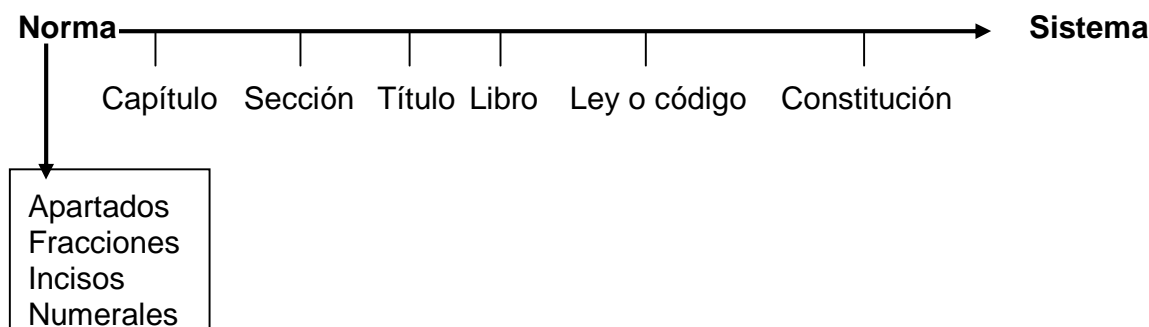 Norma Sistema
Capítulo Sección Título Libro Ley o código Constitución
Apartados
Fracciones
Incisos
Numerales